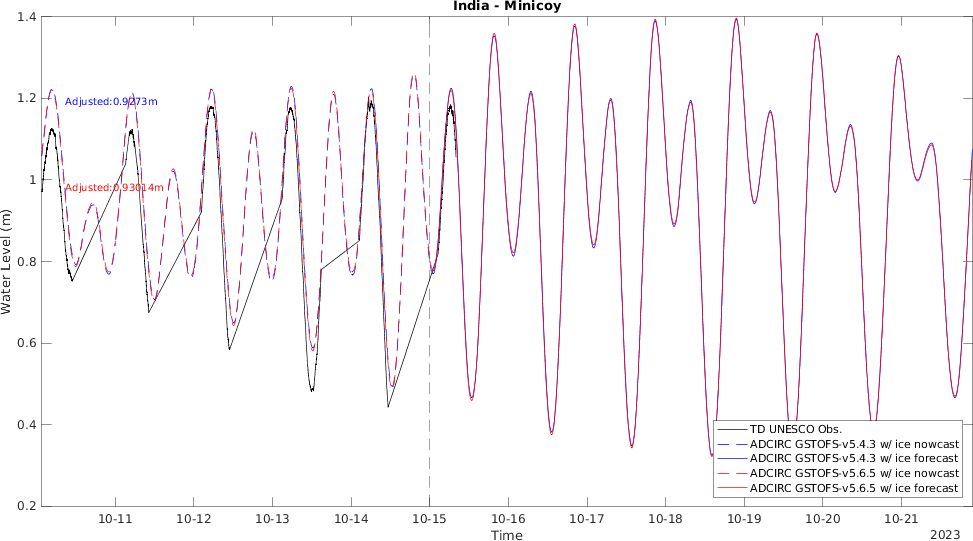 India - Minicoy
1.4
1.2
1
0.8
0.6
0.4
0.2
Water Level (m)
Adjusted:0.9273m
Adjusted:0.93014m
TD UNESCO Obs.
ADCIRC GSTOFS-v5.4.3 w/ ice nowcast
ADCIRC GSTOFS-v5.4.3 w/ ice forecast
ADCIRC GSTOFS-v5.6.5 w/ ice nowcast
ADCIRC GSTOFS-v5.6.5 w/ ice forecast
10-11 10-12 10-13 10-14 10-15 10-16 10-17 10-18 10-19 10-20 10-21
Time
2023